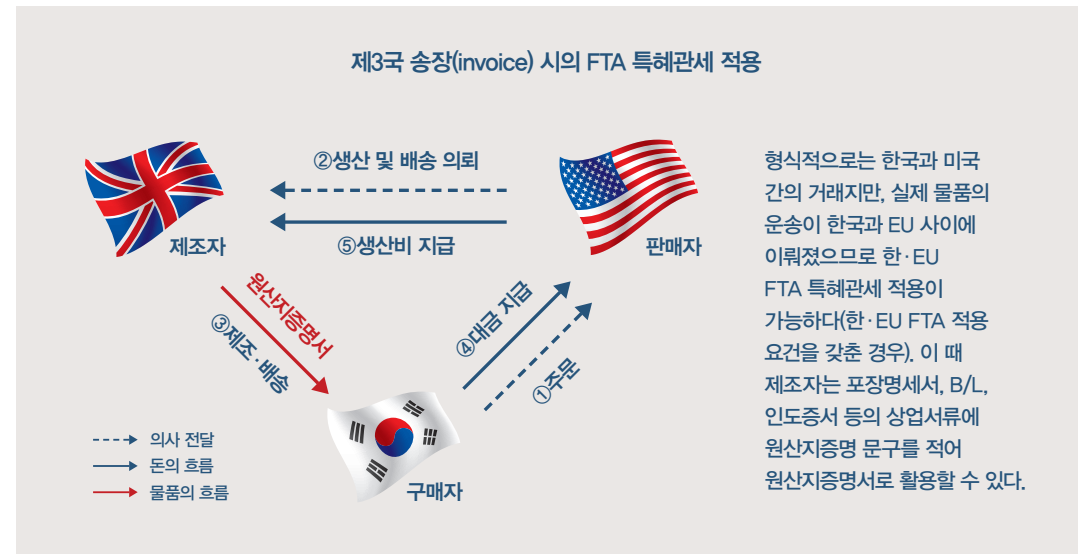 제3국 송장(invoice) 시의 FTA 특혜관세 적용
②생산 및 배송 의뢰
⑤생산비 지급
제조자
판매자
원산지증명서
③제조·배송
④대금 지급
①주문
구매자
의사 전달
돈의 흐름
물품의 흐름
형식적으로는 한국과 미국
간의 거래지만, 실제 물품의
운송이 한국과 EU 사이에
이뤄졌으므로 한·EU
FTA 특혜관세 적용이
가능하다(한·EU FTA 적용
요건을 갖춘 경우). 이 때
제조자는 포장명세서, B/L,
인도증서 등의 상업서류에
원산지증명 문구를 적어
원산지증명서로 활용할 수 있다.